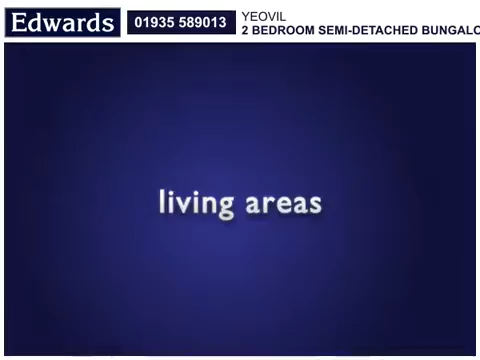 Edwards
01935 589013
YEOVIL
2 BEDROOM SEMI-DETACHED BUNGALO
living areas